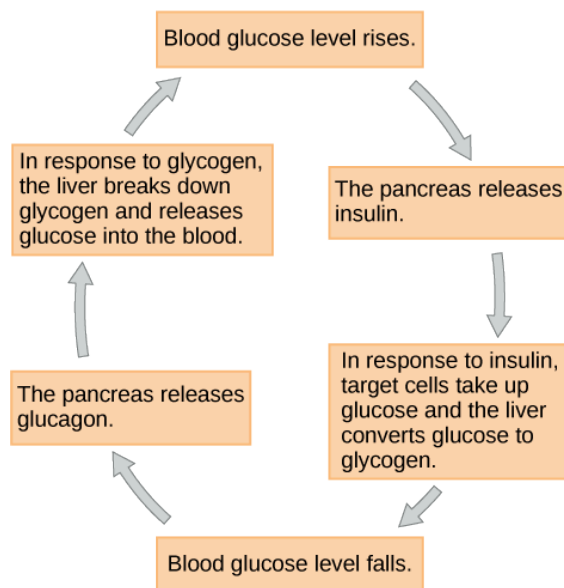 Blood glucose level rises.
The pancreas releases
insulin.
In response to insulin,
target cells take up
glucose and the liver
converts glucose to
glycogen.
Blood glucose level falls.
The pancreas releases
glucagon.
In response to glycogen,
the liver breaks down
glycogen and releases
glucose into the blood.